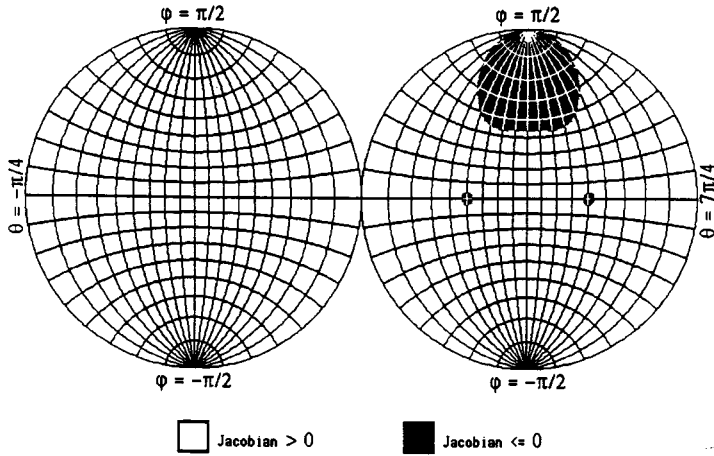 φ = π/2
φ = π/2
θ = −π/4
θ = 7π/4
φ = −π/2
φ = −π/2
Jacobian > 0
Jacobian <= 0